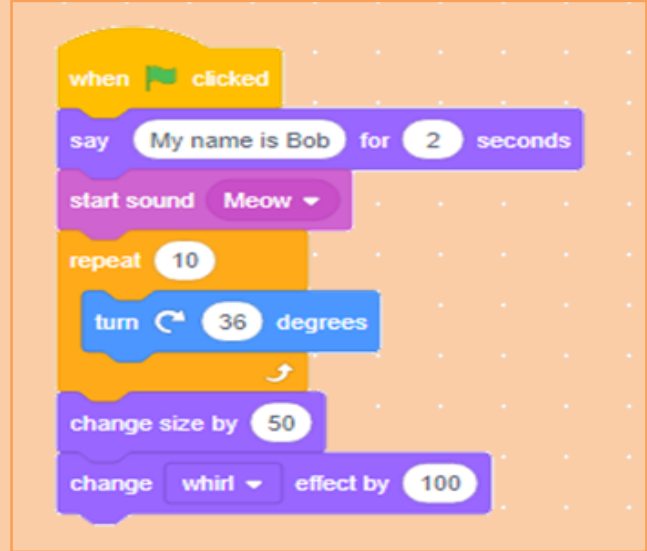 when clicked
say My name is Bob for 2 seconds
start sound Meow
repeat 10
turn 36 degrees
change size by 50
change whirl effect by 100